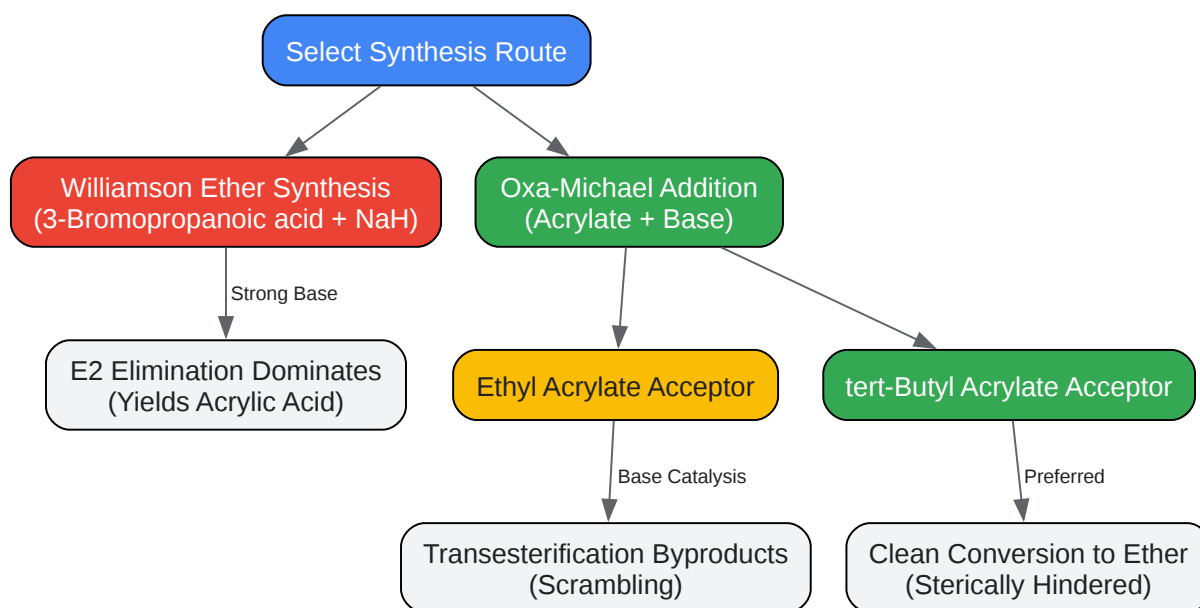 Select Synthesis Route
Williamson Ether Synthesis
(3-Bromopropanoic acid + NaH)
Oxa-Michael Addition
(Acrylate + Base)
Strong Base
E2 Elimination Dominates
(Yields Acrylic Acid)
Ethyl Acrylate Acceptor
tert-Butyl Acrylate Acceptor
Base Catalysis
Preferred
Transesterification Byproducts
(Scrambling)
Clean Conversion to Ether
(Sterically Hindered)